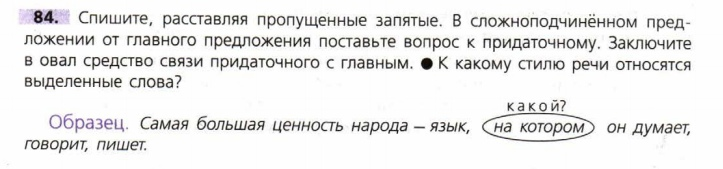 84. Спишите, расставляя пропущенные запятые. В сложноподчинённом пред-
ложении от главного предложения поставьте вопрос к придаточному. Заключите
в овал средство связи придаточного с главным. ● К какому стилю речи относятся
выделенные слова?
какой?
Образец. Самая большая ценность народа – язык, на котором он думает,
говорит, пишет.